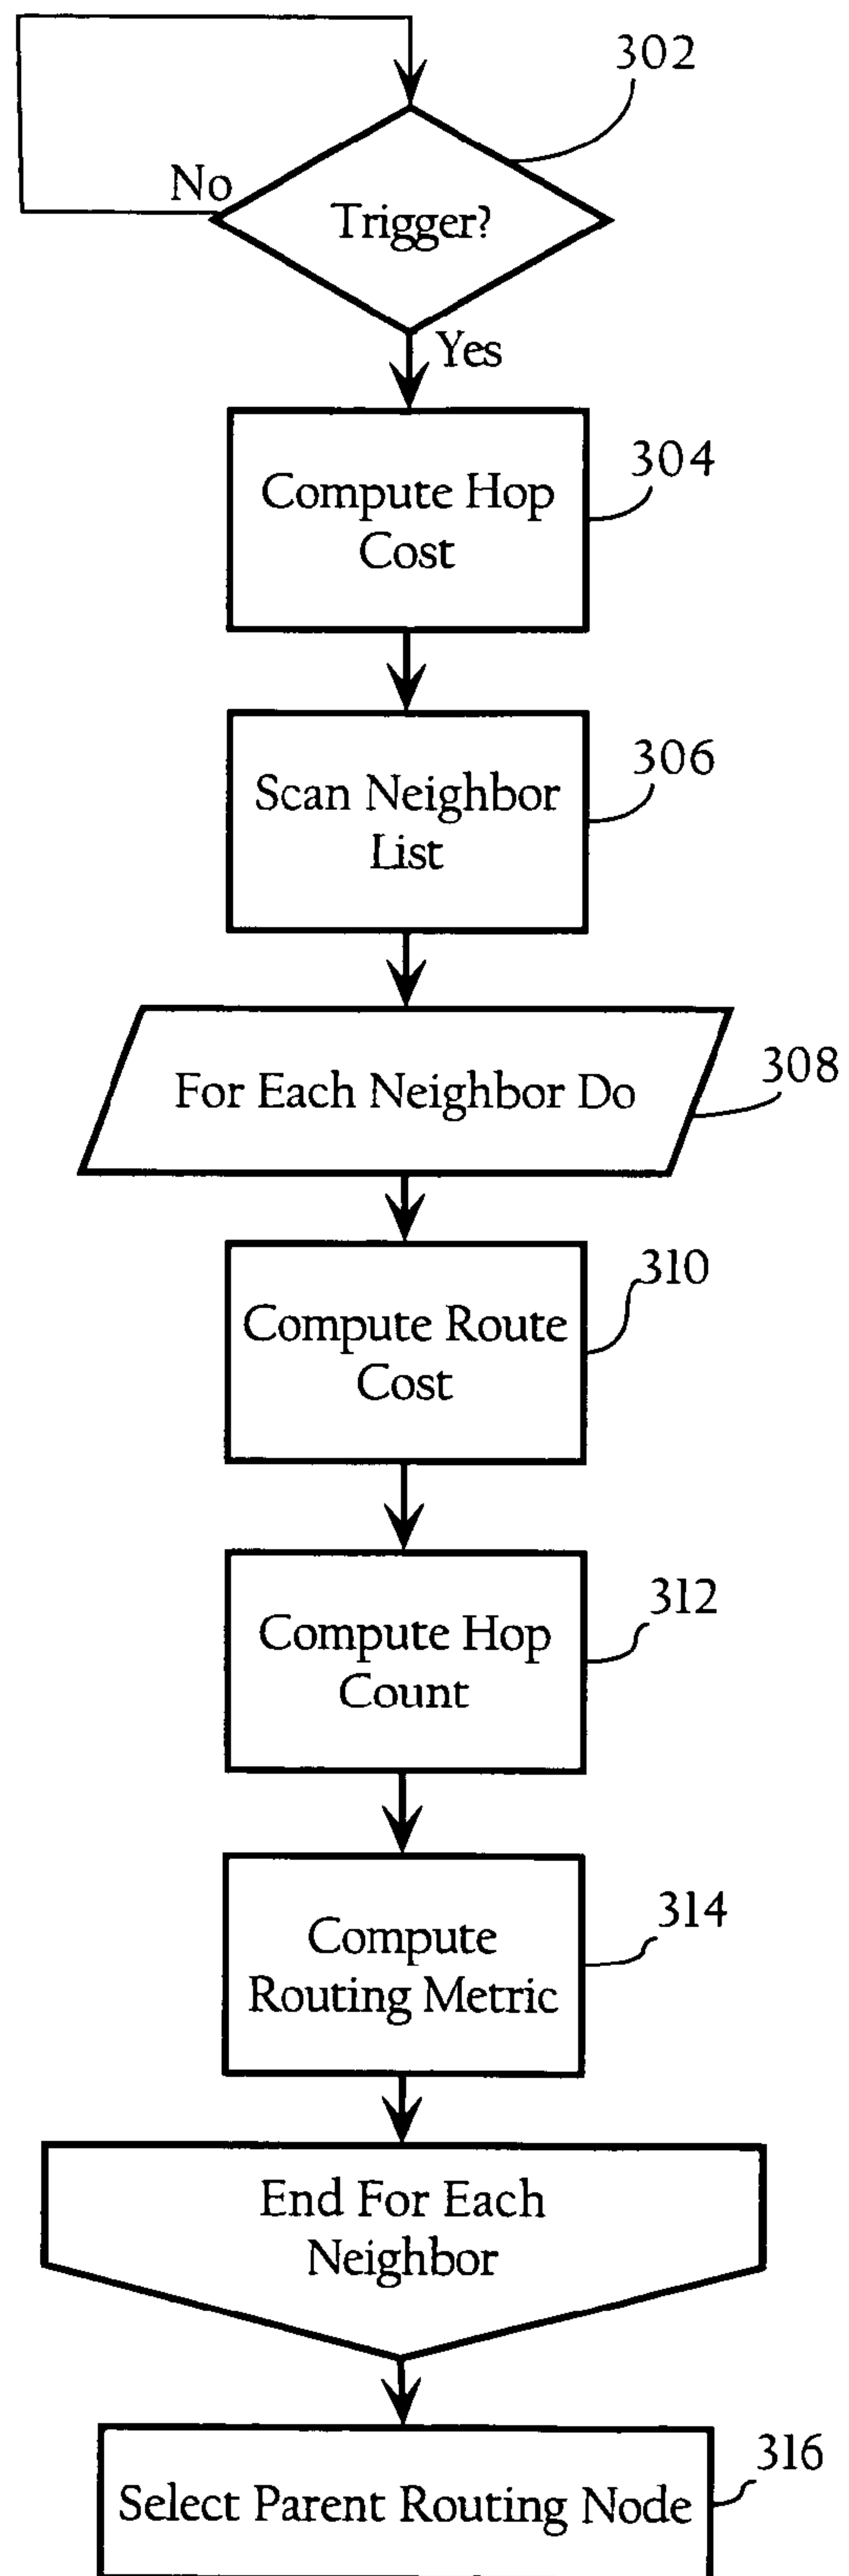 302
No
Trigger?
Yes
304
Compute Hop
Cost
306
Scan Neighbor
List
308
For Each Neighbor Do
310
Compute Route
Cost
312
Compute Hop
Count
314
Compute
Routing Metric
End For Each
Neighbor
316
Select Parent Routing Node